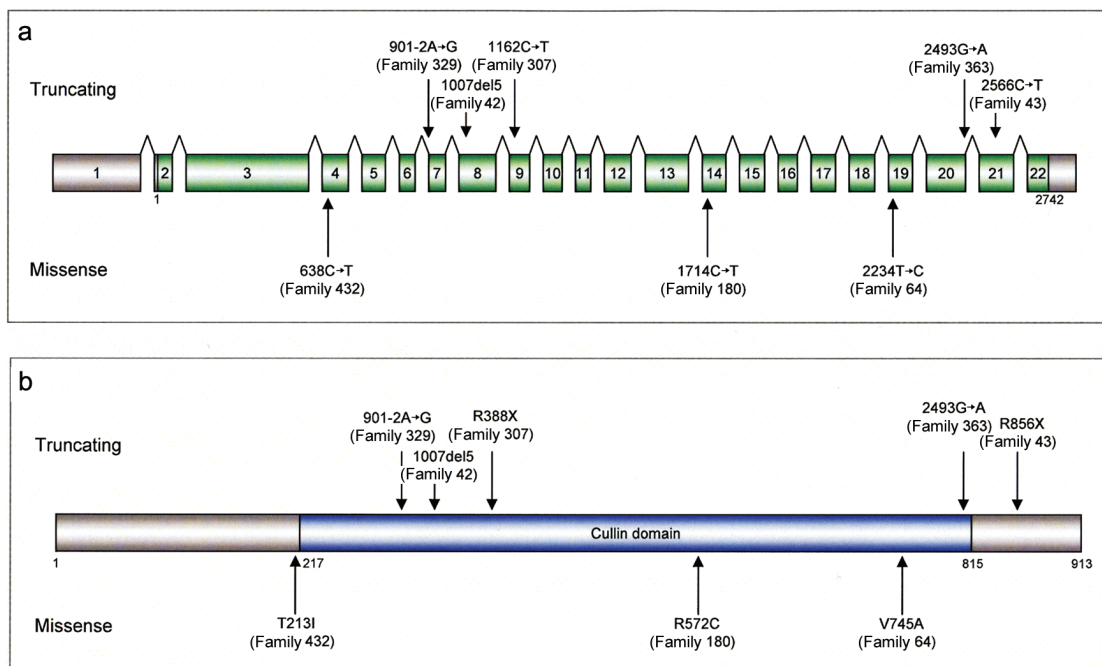 a
Truncating
901-2A→G
(Family 329)
1162C→T
(Family 307)
1007del5
(Family 42)
2493G→A
(Family 363)
2566C→T
(Family 43)
1 2 3 4 5 6 7 8 9 10 11 12 13 14 15 16 17 18 19 20 21 22
1 2742
Missense
638C→T
(Family 432)
1714C→T
(Family 180)
2234T→C
(Family 64)
b
Truncating
901-2A→G
(Family 329)
R388X
(Family 307)
1007del5
(Family 42)
2493G→A
(Family 363)
R856X
(Family 43)
Cullin domain
1 217 815 913
Missense
T213I
(Family 432)
R572C
(Family 180)
V745A
(Family 64)